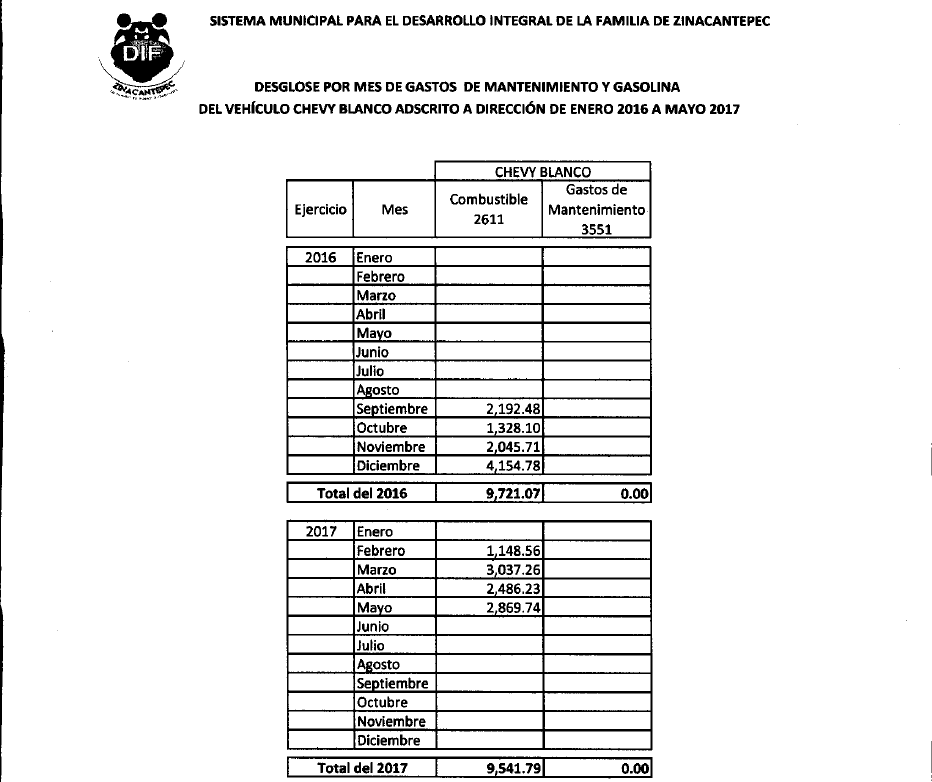 SISTEMA MUNICIPAL PARA EL DESARROLLO INTEGRAL DE LA FAMILIA DE ZINACANTEPEC
DIF
ZINACANTEPEC
DESGLOSE POR MES DE GASTOS DE MANTENIMIENTO Y GASOLINA
DEL VEHÍCULO CHEVY BLANCO ADSCRITO A DIRECCIÓN DE ENERO 2016 A MAYO 2017
CHEVY BLANCO
Ejercicio Mes Combustible 2611 Gastos de Mantenimiento 3551
2016 Enero
Febrero
Marzo
Abril
Mayo
Junio
Julio
Agosto
Septiembre 2,192.48
Octubre 1,328.10
Noviembre 2,045.71
Diciembre 4,154.78
Total del 2016 9,721.07 0.00
2017 Enero
Febrero 1,148.56
Marzo 3,037.26
Abril 2,486.23
Mayo 2,869.74
Junio
Julio
Agosto
Septiembre
Octubre
Noviembre
Diciembre
Total del 2017 9,541.79 0.00